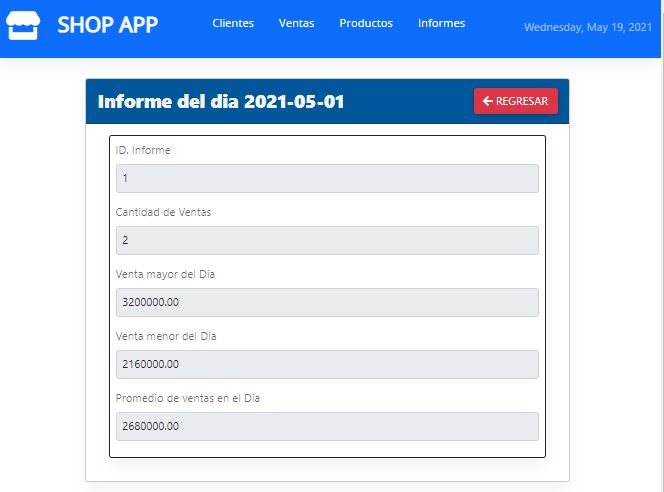 SHOP APP
Clientes Ventas Productos Informes
Wednesday, May 19, 2021
Informe del dia 2021-05-01
REGRESAR
ID. Informe
1
Cantidad de Ventas
2
Venta mayor del Dia
3200000.00
Venta menor del Dia
2160000.00
Promedio de ventas en el Dia
2680000.00